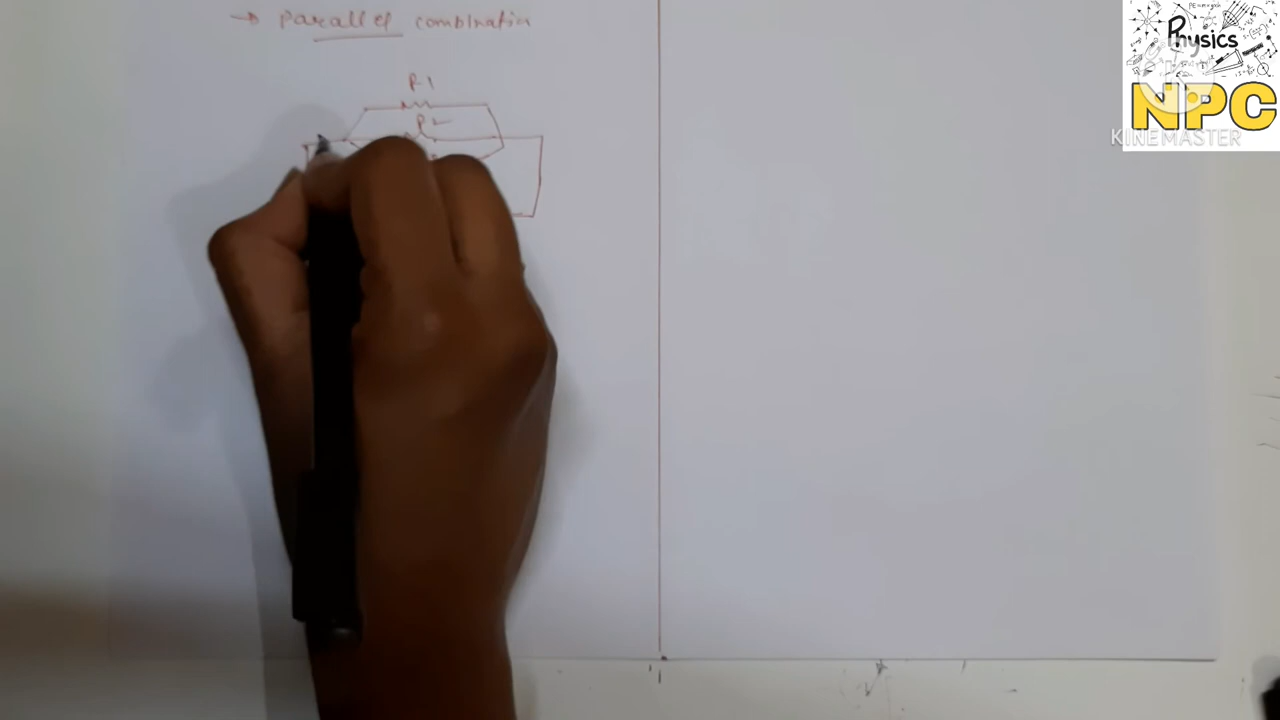 → Parallel combination
R1
R2
Physics
NPC
KINEMASTER